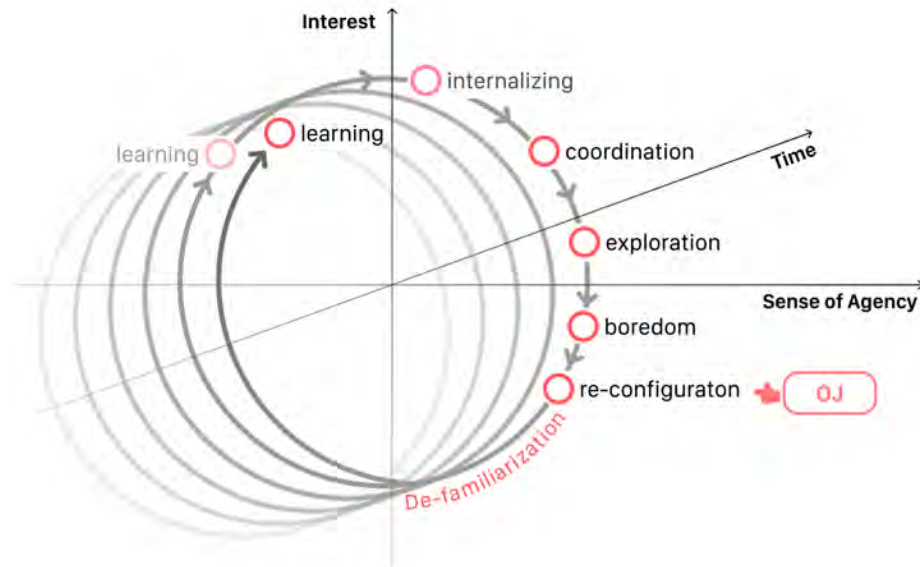 Interest
internalizing
learning
learning
coordination
Time
exploration
Sense of Agency
boredom
re-configuraton
OJ
De-familiarization